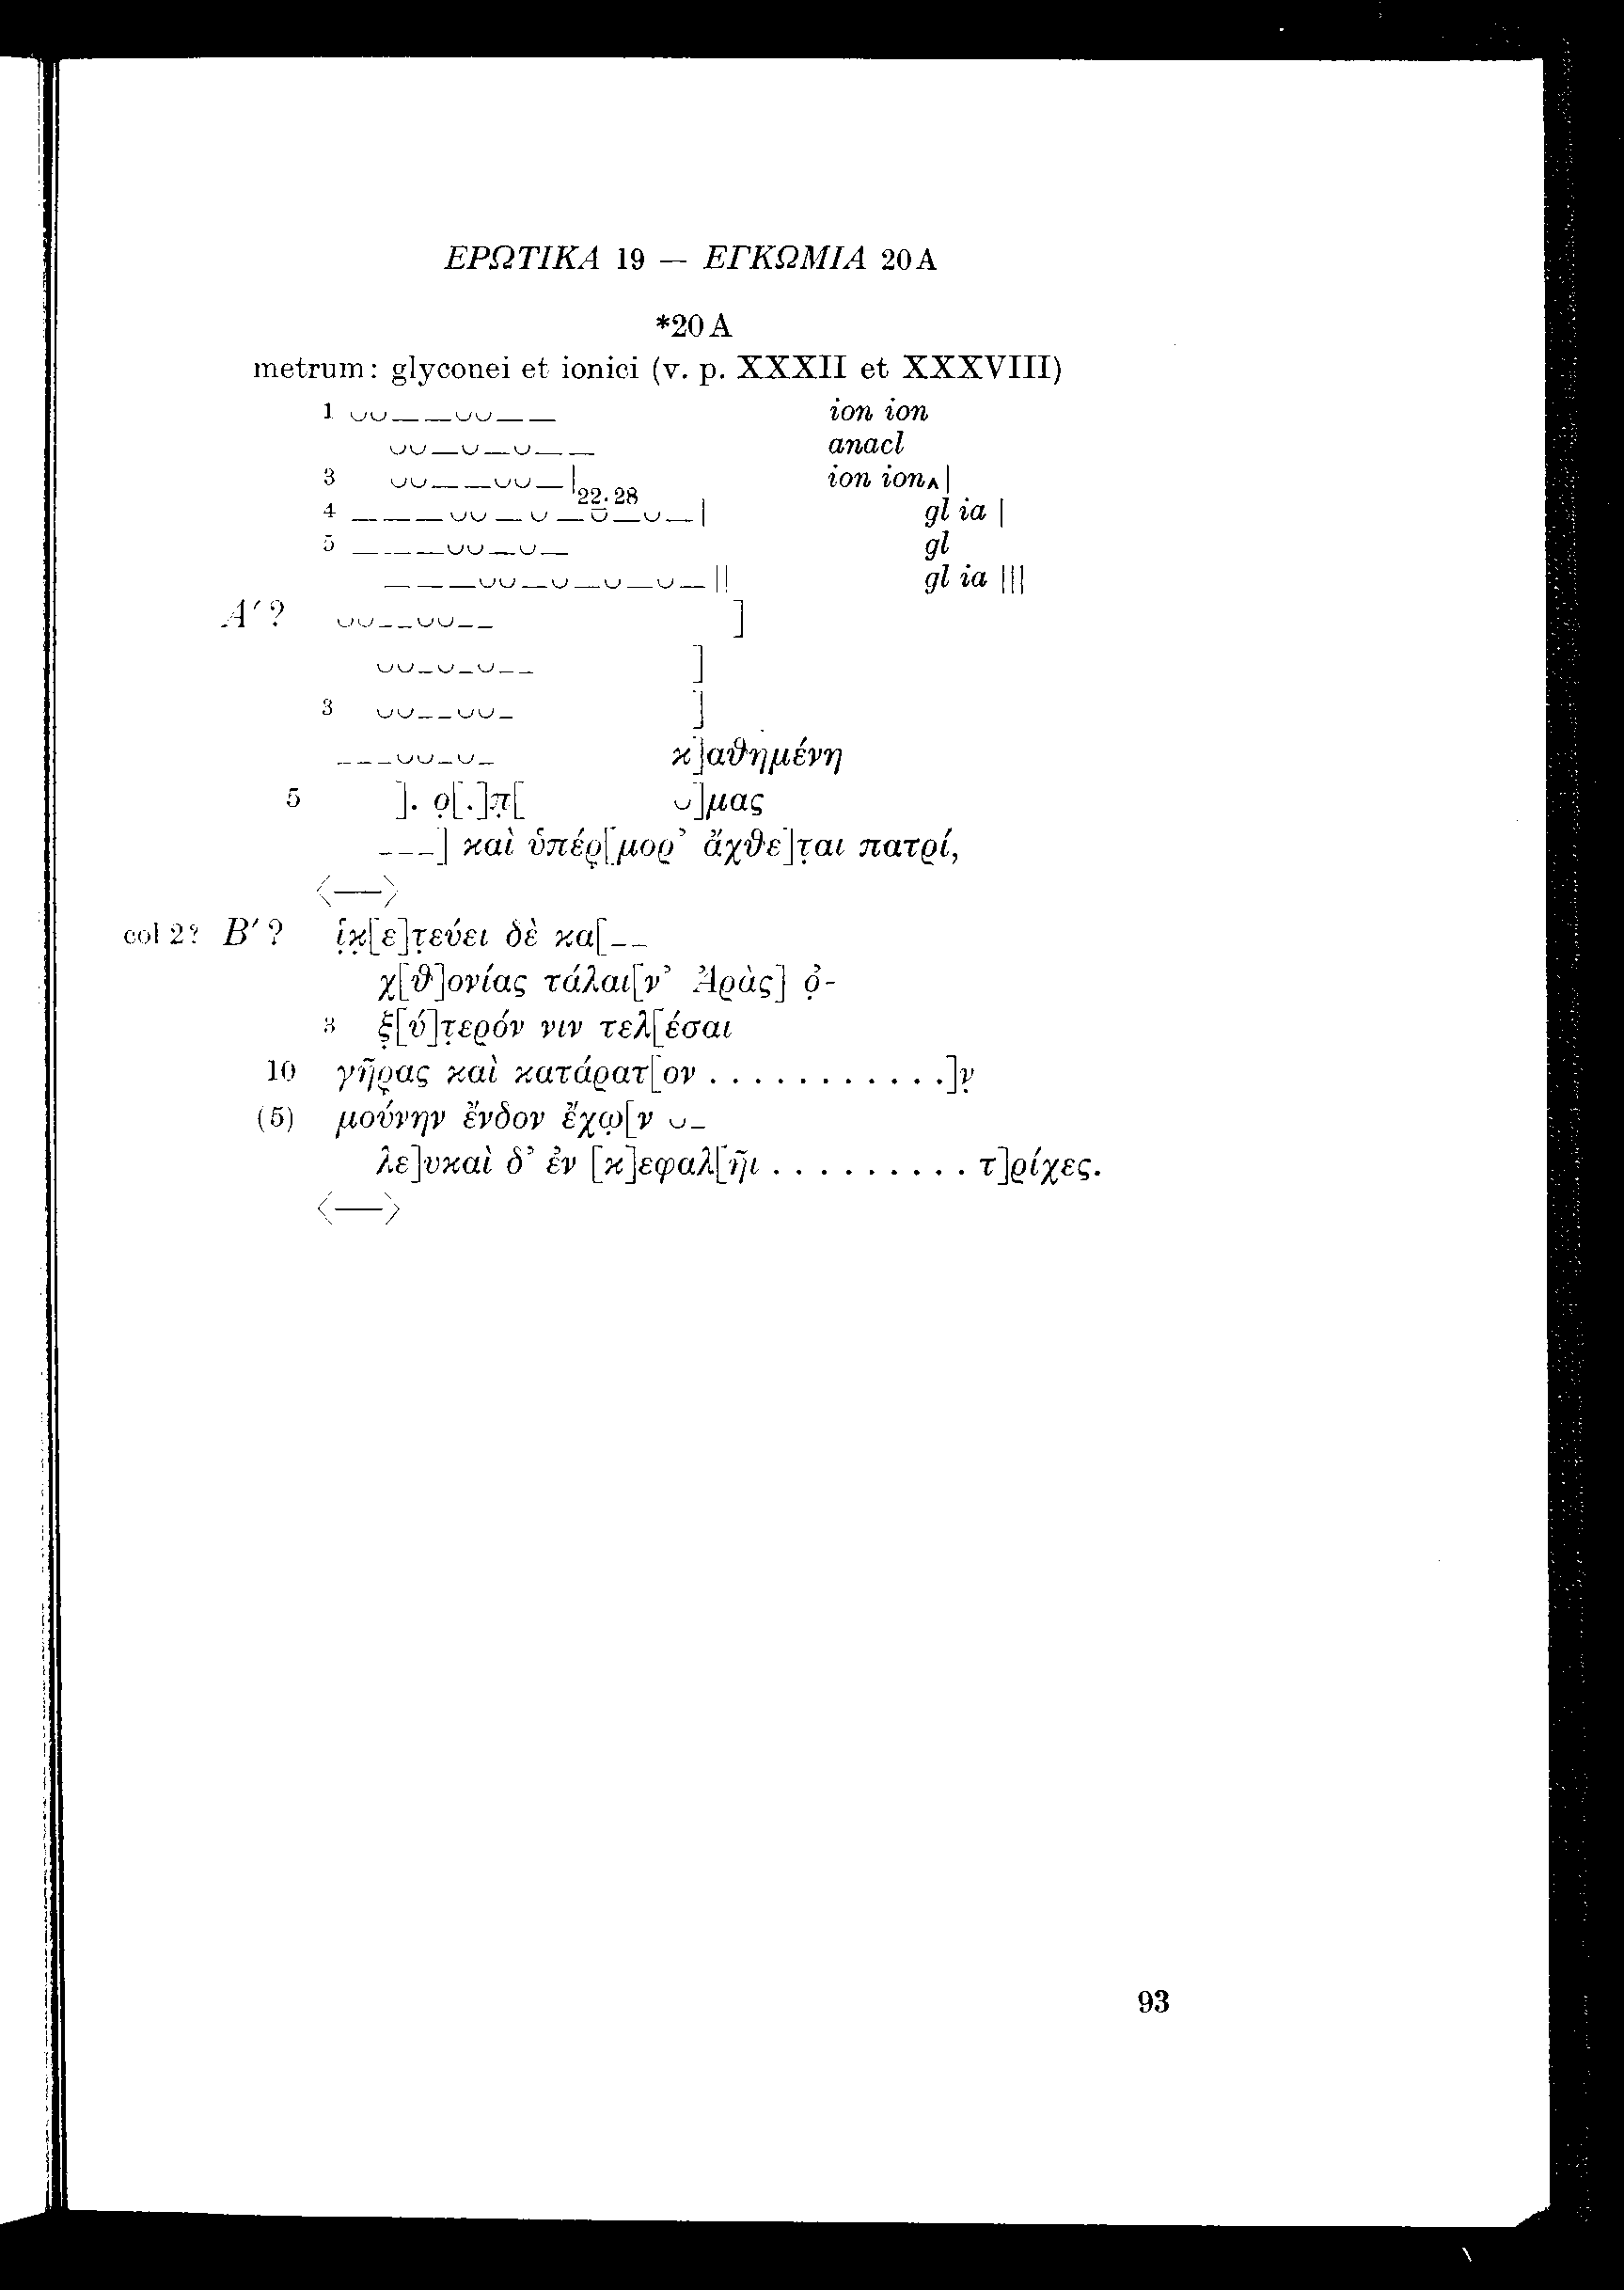 ΕΡΩΤΙΚΑ 19 — ΕΓΚΩΜΙΑ 20 A
*20 A
metrum: glyconei et ionici (v. p. XXXII et XXXVIII)
1 ⏑⏑— —⏑⏑— — ion ion
⏑⏑—⏑—⏑— — anacl
3 ⏑⏑— —⏑⏑—| ion ion‸|
4 — — —⏑⏑—⏑—⏓—⏑—| 22. 28 gl ia |
5 — — —⏑⏑—⏑— gl
— — —⏑⏑—⏑—⏑—⏑—|| gl ia |||
Α′? ⏑⏑––⏑⏑–– ]
⏑⏑–⏑–⏑–– ]
3 ⏑⏑––⏑⏑– ]
–––⏑⏑–⏑– κ]αθημένη
5 ]. ο̣[.]π̣[ ⏑]μας
–––] καὶ ὑπέρ̣[μορ’ ἄχθε]τ̣αι πατρί,
<—>
col 2? Β′? ἱ̣κ̣[ε]τ̣εύει δὲ κα[––
χ[θ]ονίας τάλαι[ν’ Ἀρὰς] ὀ̣-
3 ξ̣[ύ]τ̣ερόν νιν τελ[έσαι
10 γῆρ̣ας καὶ κατάρατ[ον . . . . . . . . . . .]ν̣
(5) μούνην ἔνδον ἔχω̣[ν ⏑–
λε]υκαὶ δ’ ἐν [κ]εφαλ[ῆι . . . . . . . . . τ]ρίχες.
<—>
93